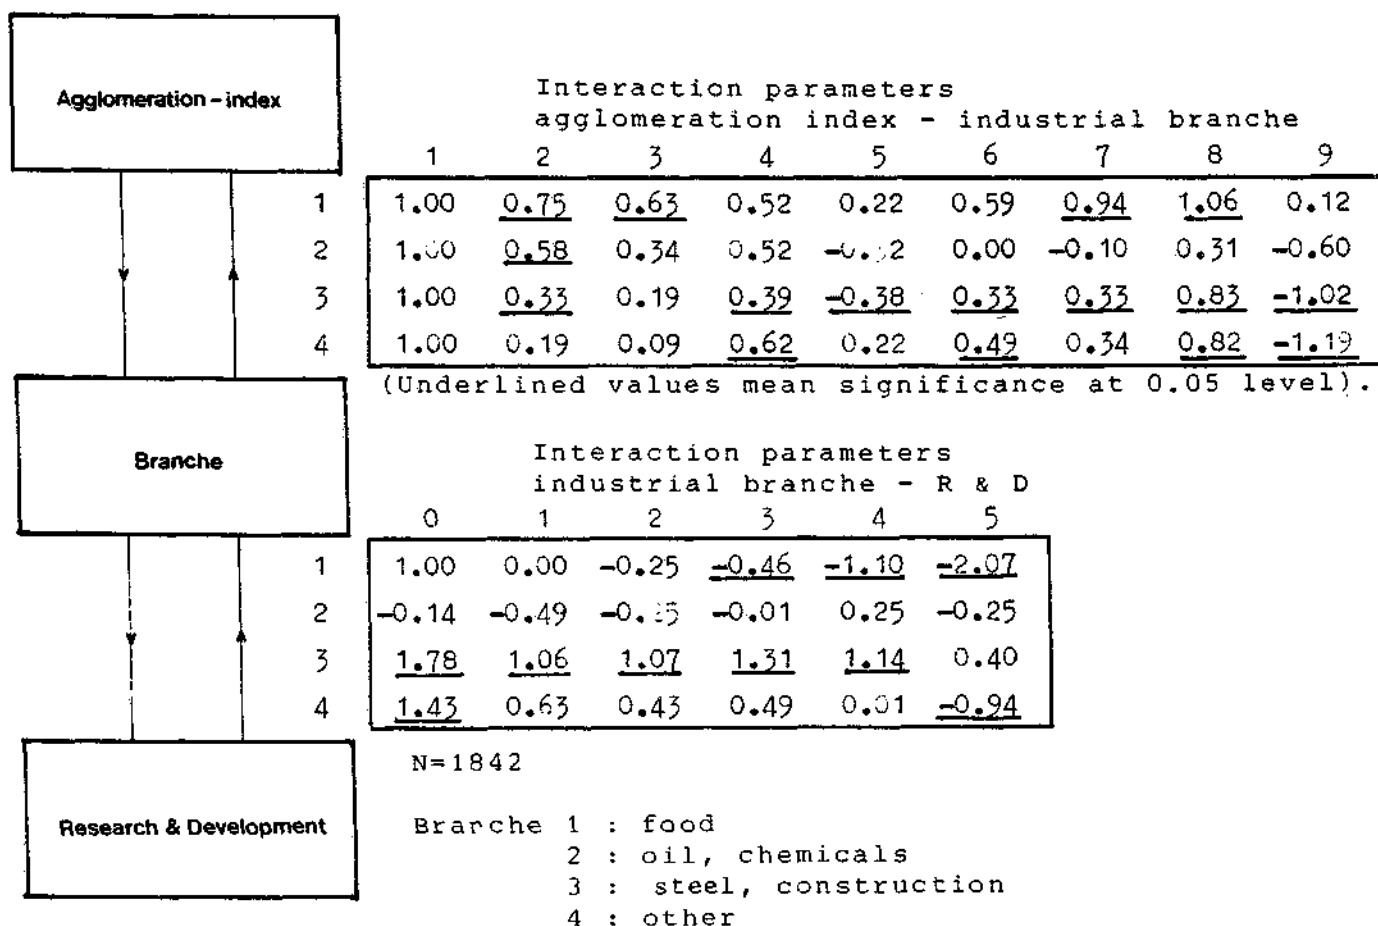 Agglomeration-index
Interaction parameters
agglomeration index - industrial branche
1 2 3 4 5 6 7 8 9
1 1.00 0.75 0.63 0.52 0.22 0.59 0.94 1.06 0.12
2 1.00 0.58 0.34 0.52 0.00 -0.10 0.31 -0.60
3 1.00 0.33 0.19 0.39 -0.38 0.33 0.33 0.83 -1.02
4 1.00 0.19 0.09 0.62 0.22 0.49 0.34 0.82 -1.19
(Underlined values mean significance at 0.05 level).
Branche
Interaction parameters
industrial branche - R & D
0 1 2 3 4 5
1 1.00 0.00 -0.25 -0.46 -1.10 -2.07
2 -0.14 -0.49 -0.01 0.25 -0.25
3 1.78 1.06 1.07 1.31 1.14 0.40
4 1.43 0.63 0.43 0.49 0.01 -0.94
N=1842
Research & Development
Branche 1 : food
2 : oil, chemicals
3 : steel, construction
4 : other